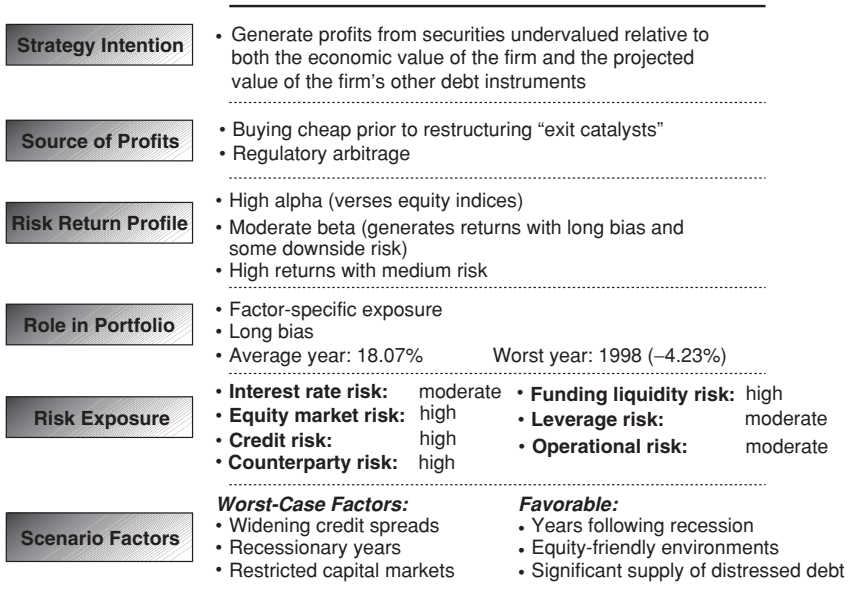 Strategy Intention
• Generate profits from securities undervalued relative to
both the economic value of the firm and the projected
value of the firm's other debt instruments
Source of Profits
• Buying cheap prior to restructuring “exit catalysts”
• Regulatory arbitrage
Risk Return Profile
• High alpha (verses equity indices)
• Moderate beta (generates returns with long bias and
some downside risk)
• High returns with medium risk
Role in Portfolio
• Factor-specific exposure
• Long bias
• Average year: 18.07% Worst year: 1998 (–4.23%)
Risk Exposure
• Interest rate risk: moderate • Funding liquidity risk: high
• Equity market risk: high • Leverage risk: moderate
• Credit risk: high • Operational risk: moderate
• Counterparty risk: high
Scenario Factors
Worst-Case Factors: Favorable:
• Widening credit spreads • Years following recession
• Recessionary years • Equity-friendly environments
• Restricted capital markets • Significant supply of distressed debt